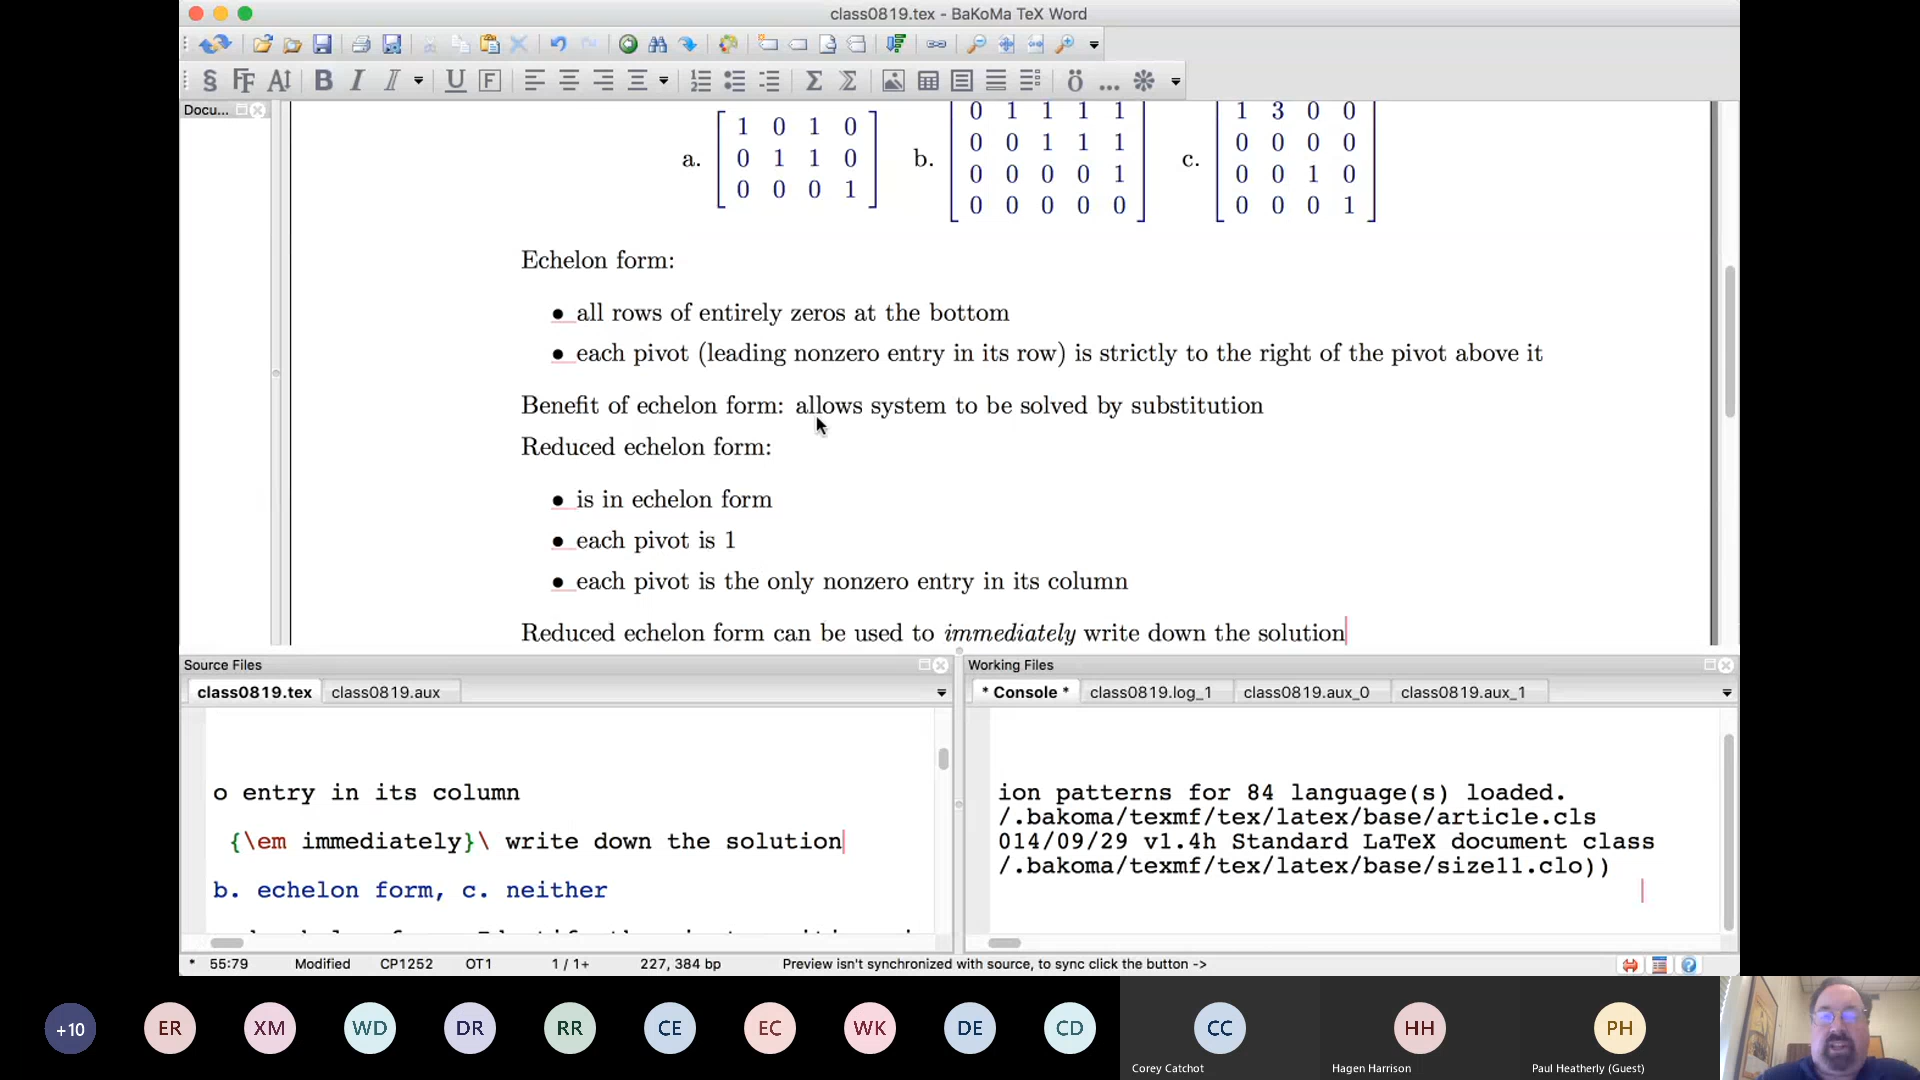 class0819.tex - BaKoMa TeX Word
Docu...
a.
1 0 1 0
0 1 1 0
0 0 0 1
b.
0 1 1 1 1
0 0 1 1 1
0 0 0 0 1
0 0 0 0 0
c.
1 3 0 0
0 0 0 0
0 0 1 0
0 0 0 1
Echelon form:
• all rows of entirely zeros at the bottom
• each pivot (leading nonzero entry in its row) is strictly to the right of the pivot above it
Benefit of echelon form: allows system to be solved by substitution
Reduced echelon form:
• is in echelon form
• each pivot is 1
• each pivot is the only nonzero entry in its column
Reduced echelon form can be used to immediately write down the solution
Source Files
class0819.tex class0819.aux
o entry in its column
{\em immediately}\ write down the solution
b. echelon form, c. neither
Working Files
* Console * class0819.log_1 class0819.aux_0 class0819.aux_1
ion patterns for 84 language(s) loaded.
/.bakoma/texmf/tex/latex/base/article.cls
014/09/29 v1.4h Standard LaTeX document class
/.bakoma/texmf/tex/latex/base/size11.clo))
* 55:79 Modified CP1252 OT1 1 / 1+ 227, 384 bp Preview isn't synchronized with source, to sync click the button ->
+10 ER XM WD DR RR CE EC WK DE CD CC HH PH
Corey Catchot Hagen Harrison Paul Heatherly (Guest)